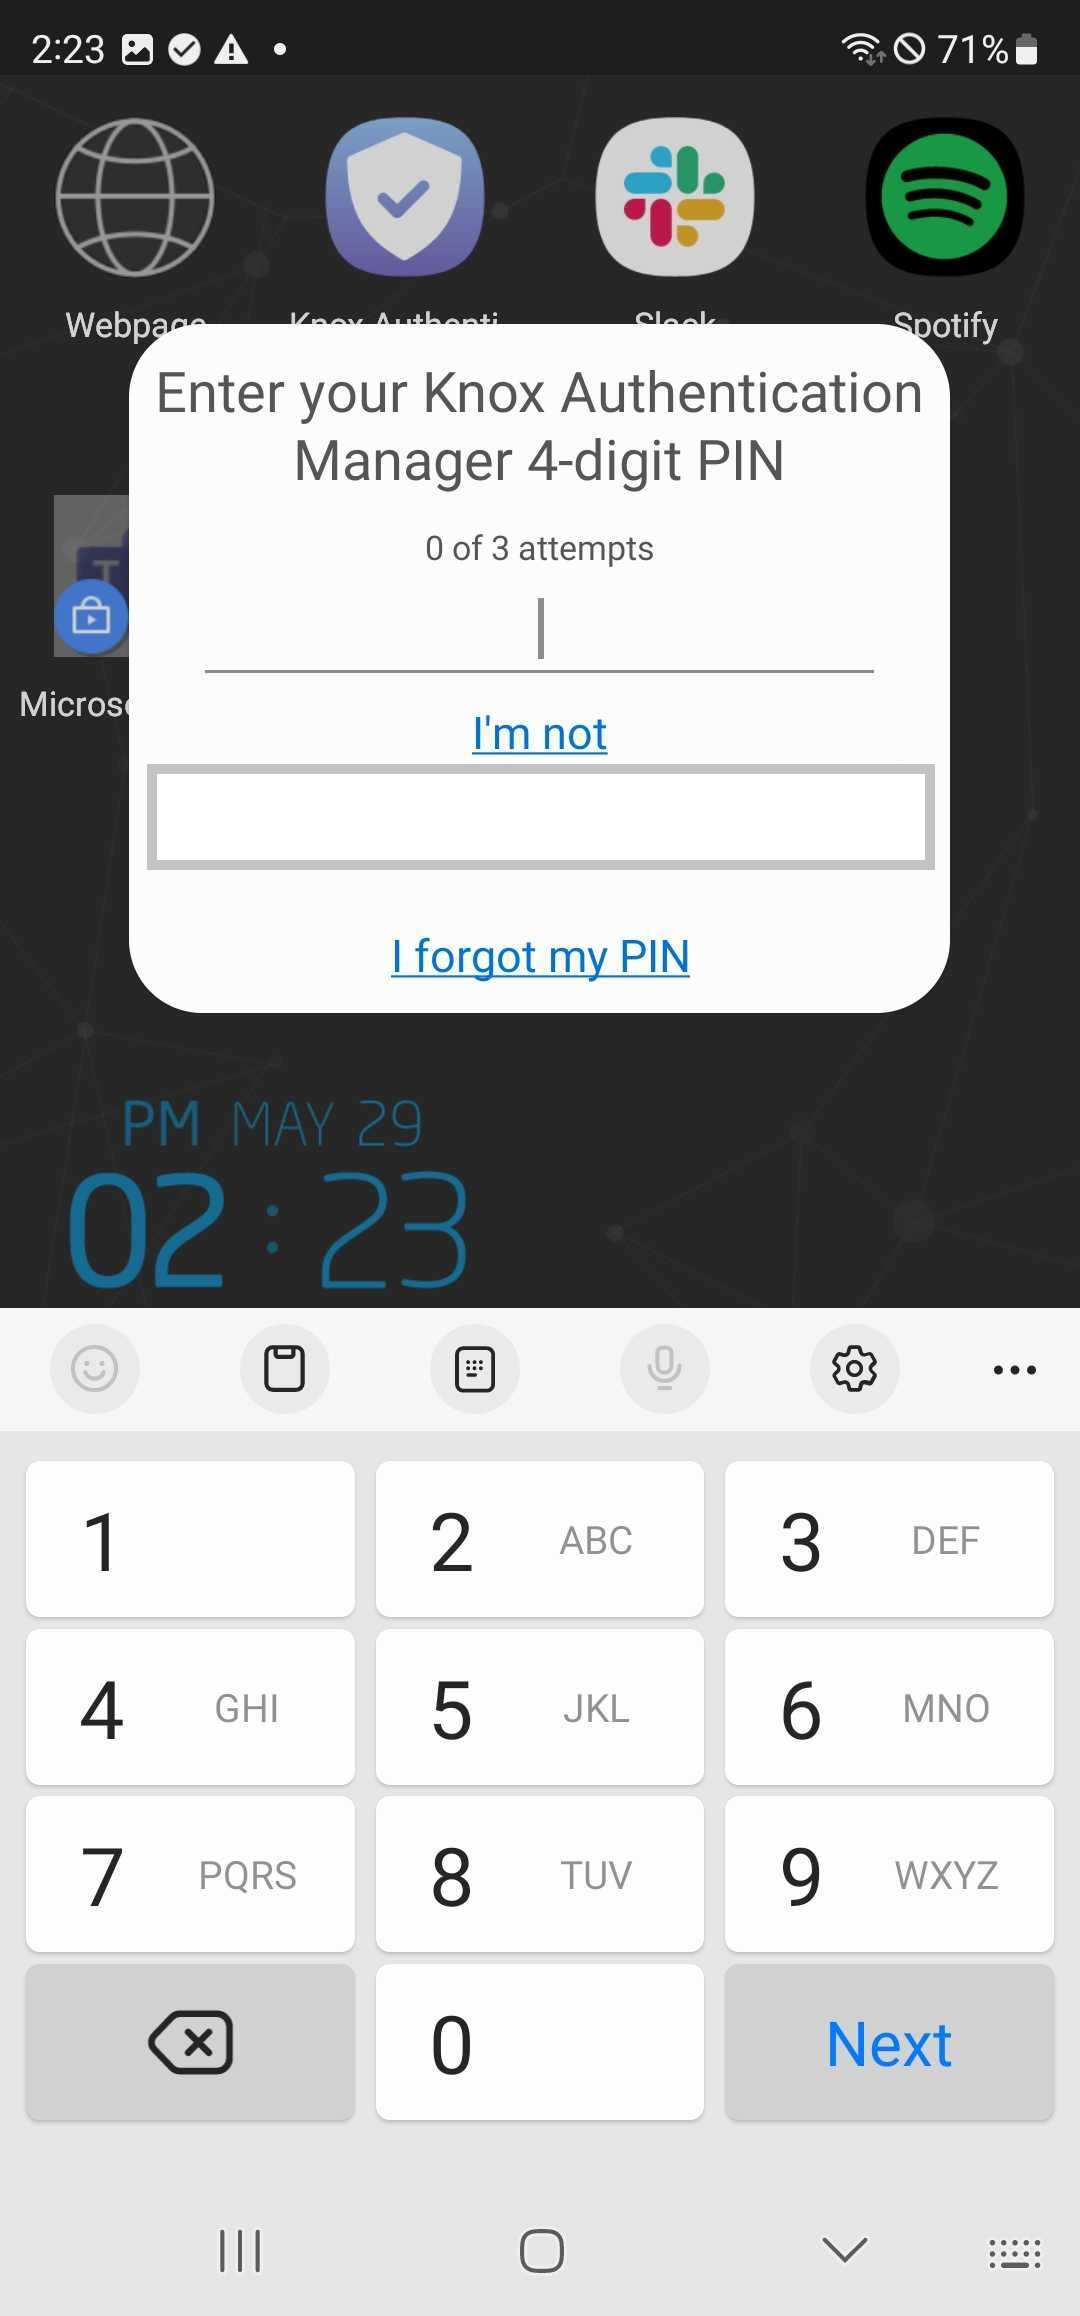 2:23 71%
Webpage Knox Authenti... Slack Spotify
Enter your Knox Authentication
Manager 4-digit PIN
0 of 3 attempts
T
Micros
I'm not
I forgot my PIN
PM MAY 29
02 : 23
1 2 ABC 3 DEF
4 GHI 5 JKL 6 MNO
7 PQRS 8 TUV 9 WXYZ
0 Next